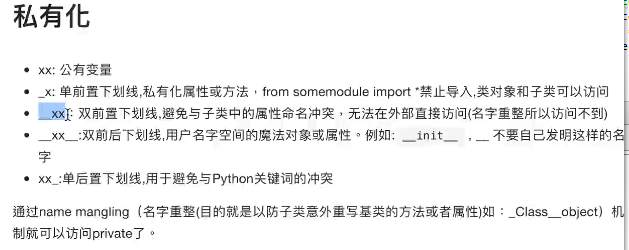 私有化
xx: 公有变量
_x: 单前置下划线,私有化属性或方法，from somemodule import *禁止导入,类对象和子类可以访问
__xx: 双前置下划线,避免与子类中的属性命名冲突，无法在外部直接访问(名字重整所以访问不到)
__xx__:双前后下划线,用户名字空间的魔法对象或属性。例如: __init__ , __ 不要自己发明这样的名
字
xx_:单后置下划线,用于避免与Python关键词的冲突
通过name mangling（名字重整(目的就是以防子类意外重写基类的方法或者属性)如：_Class__object）机
制就可以访问private了。